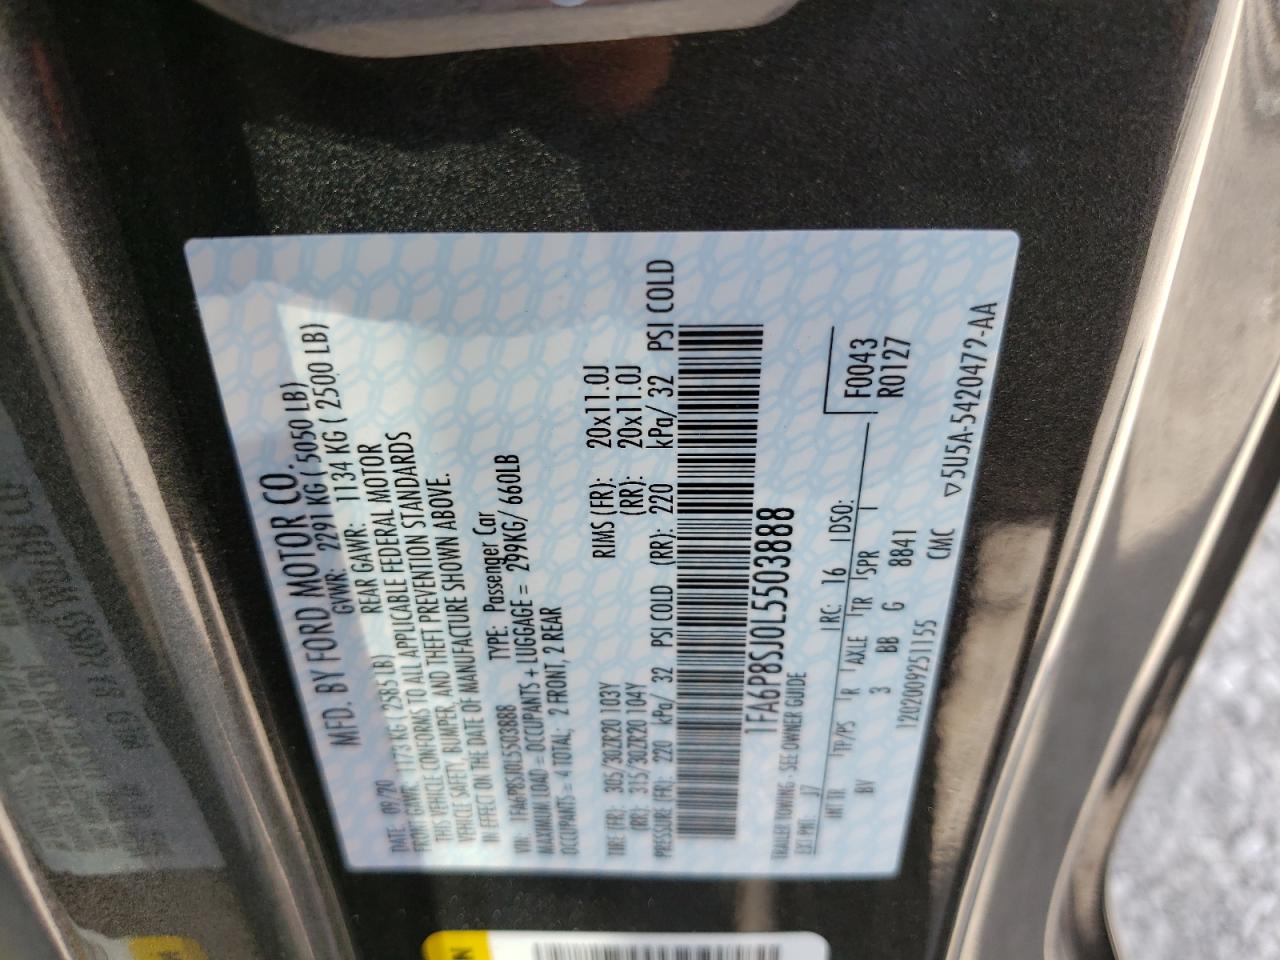 MFD. BY FORD MOTOR CO.
DATE: 09/20 GVWR: 2291 KG ( 5050 LB)
FRONT GAWR: 1173 KG ( 2585 LB) REAR GAWR: 1134 KG ( 2500 LB)
THIS VEHICLE CONFORMS TO ALL APPLICABLE FEDERAL MOTOR
VEHICLE SAFETY, BUMPER, AND THEFT PREVENTION STANDARDS
IN EFFECT ON THE DATE OF MANUFACTURE SHOWN ABOVE.
VIN: 1FA6P8SJ0L5503888 TYPE: Passenger Car
MAXIMUM LOAD = OCCUPANTS + LUGGAGE = 299KG/ 660LB
OCCUPANTS = 4 TOTAL; 2 FRONT, 2 REAR
TIRE (FR): 305/30ZR20 103Y RIMS (FR): 20x11.0J
(RR): 315/30ZR20 104Y (RR): 20x11.0J
PRESSURE (FR): 220 kPa/ 32 PSI COLD (RR): 220 kPa/ 32 PSI COLD
1FA6P8SJ0L5503888
TRAILER TOWING - SEE OWNER GUIDE
EXT PNT: J7 RC: 16 DSO: F0043
INT TR TP/PS R AXLE TR SPR R0127
BV 3 BB G 8841
1202009251155 CMC ▽5U5A-5420472-AA